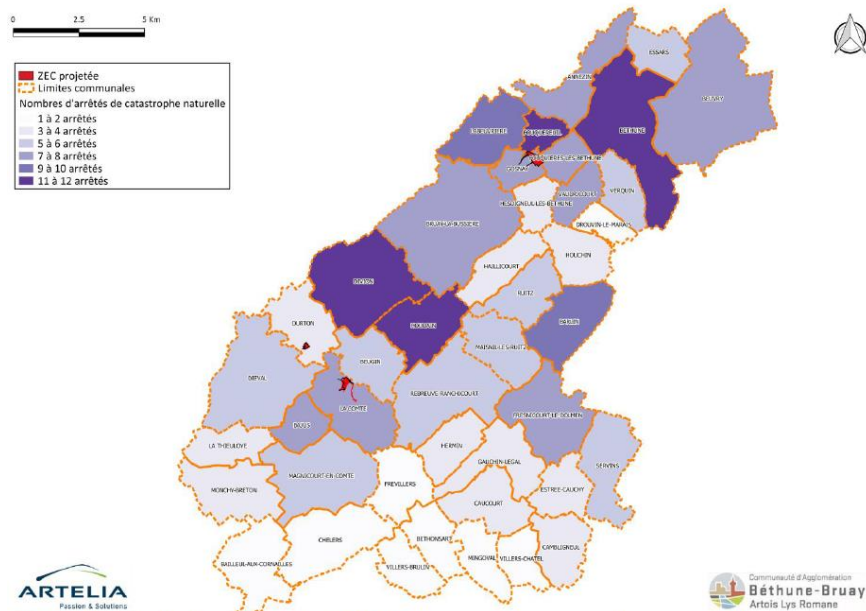 0 2.5 5 Km
ZEC projetée
Limites communales
Nombres d'arrêtés de catastrophe naturelle
1 à 2 arrêtés
3 à 4 arrêtés
5 à 6 arrêtés
7 à 8 arrêtés
9 à 10 arrêtés
11 à 12 arrêtés
ESSARS
ANNEZIN
BEUVRY
BETHUNE
GOSNAY
VERQUIN
HESDIGNEUL-LES-BETHUNE
DROUVIN-LE-MARAIS
BRUAY-LA-BUISSIERE
HOUCHIN
HAILLICOURT
DIVION
RUITZ
BARLIN
HOUDAIN
OURTON
MAISNIL-LES-RUITZ
BEUGIN
DIEVAL
REBREUVE-RANCHICOURT
LA COMTE
FRESNICOURT-LE-DOLMEN
BAJUS
LA THIEULOYE
HERMIN
GAUCHIN-LEGAL
SERVINS
MAGNICOURT-EN-COMTE
MONCHY-BRETON
FREVILLERS
ESTREE-CAUCHY
CAUCOURT
CHELERS
BETHONSART
CAMBLIGNEUL
BAILLEUL-AUX-CORNAILLES
VILLERS-BRULIN
MINGOVAL
VILLERS-CHATEL
ARTELIA
Passion & Solutions
Communauté d'Agglomération
Béthune-Bruay
Artois Lys Romane